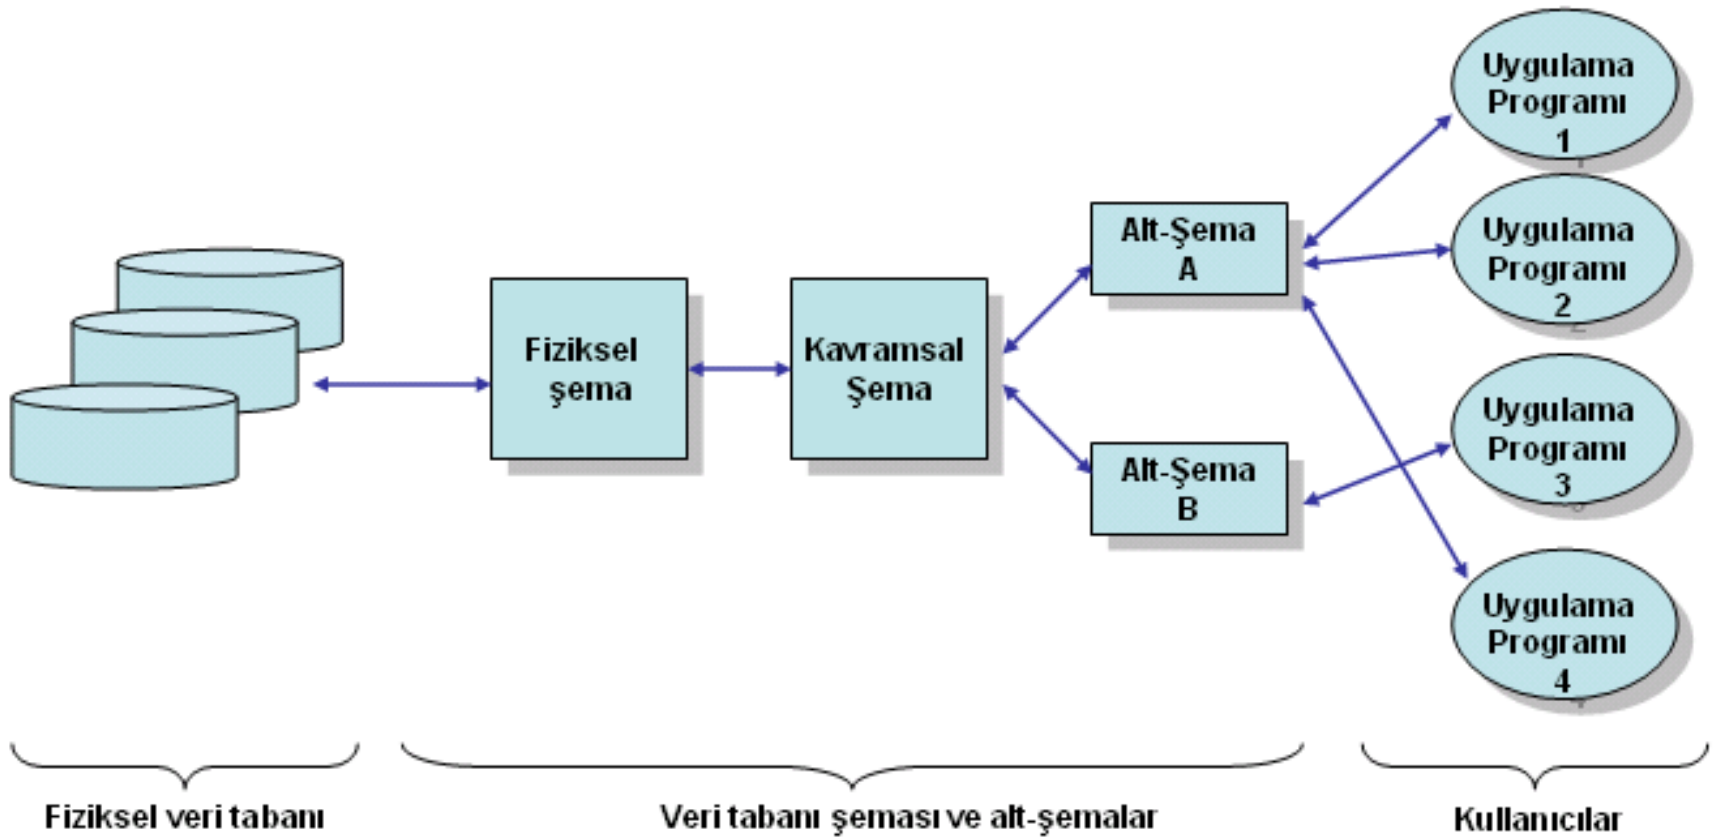 Uygulama
Programı
1
Uygulama
Programı
2
Alt-Şema
A
Fiziksel
şema
Kavramsal
Şema
Uygulama
Programı
3
Alt-Şema
B
Uygulama
Programı
4
Fiziksel veri tabanı
Veri tabanı şeması ve alt-şemalar
Kullanıcılar